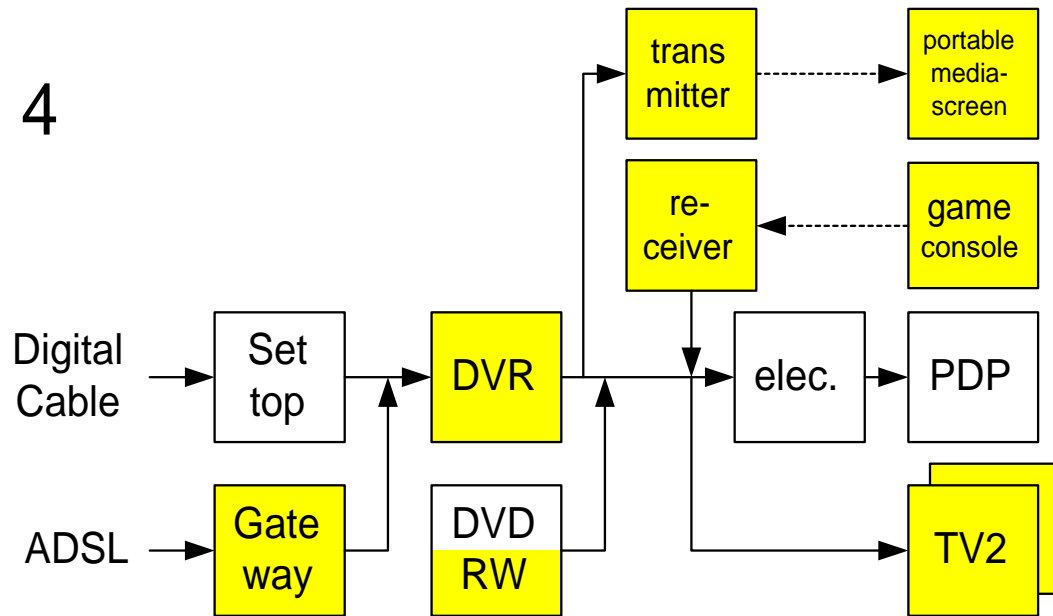 4
trans
mitter
portable
media-
screen
re-
ceiver
game
console
Digital
Cable
Set
top
DVR
elec.
PDP
ADSL
Gate
way
DVD
RW
TV2